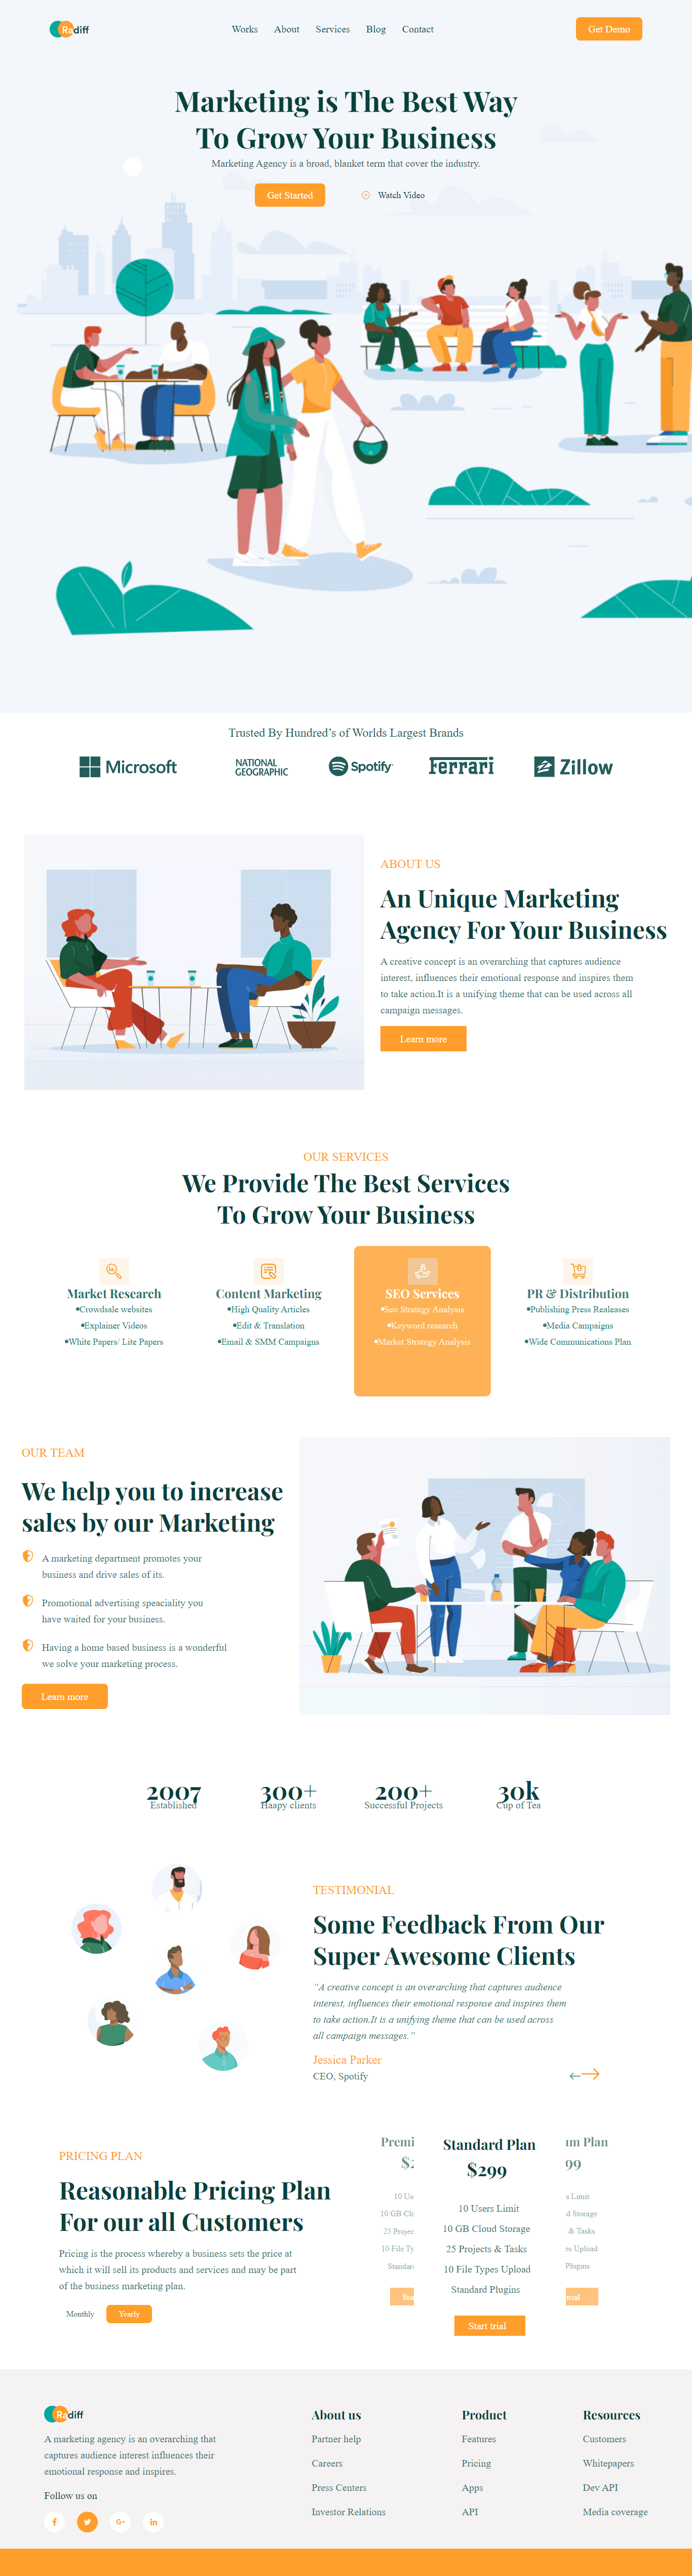 Radiff
Works About Services Blog Contact
Get Demo
Marketing is The Best Way
To Grow Your Business
Marketing Agency is a broad, blanket term that cover the industry.
Get Started
Watch Video
Trusted By Hundred's of Worlds Largest Brands
Microsoft
NATIONAL
GEOGRAPHIC
Spotify
Ferrari
Zillow
ABOUT US
An Unique Marketing
Agency For Your Business
A creative concept is an overarching that captures audience
interest, influences their emotional response and inspires them
to take action.It is a unifying theme that can be used across all
campaign messages.
Learn more
OUR SERVICES
We Provide The Best Services
To Grow Your Business
Market Research
•Crowdsale websites
•Explainer Videos
•White Papers/ Lite Papers
Content Marketing
•High Quality Articles
•Edit & Translation
•Email & SMM Campaigns
SEO Services
•Seo Strategy Analysis
•Keyword research
•Market Strategy Analysis
PR & Distribution
•Publishing Press Realeases
•Media Campaigns
•Wide Communications Plan
OUR TEAM
We help you to increase
sales by our Marketing
A marketing department promotes your
business and drive sales of its.
Promotional advertising speaciality you
have waited for your business.
Having a home based business is a wonderful
we solve your marketing process.
Learn more
2007
Established
300+
Haapy clients
200+
Successful Projects
30k
Cup of Tea
TESTIMONIAL
Some Feedback From Our
Super Awesome Clients
“A creative concept is an overarching that captures audience
interest, influences their emotional response and inspires them
to take action.It is a unifying theme that can be used across
all campaign messages.”
Jessica Parker
CEO, Spotify
PRICING PLAN
Reasonable Pricing Plan
For our all Customers
Pricing is the process whereby a business sets the price at
which it will sell its products and services and may be part
of the business marketing plan.
Monthly
Yearly
Premi
10 GB
10 File Ty
Standard Plan
$299
10 Users Limit
10 GB Cloud Storage
25 Projects & Tasks
10 File Types Upload
Standard Plugins
Start trial
um Plan
99
s Limit
d Storage
& Tasks
es Upload
Plugins
trial
Radiff
A marketing agency is an overarching that
captures audience interest influences their
emotional response and inspires.
Follow us on
f
G+
in
About us
Partner help
Careers
Press Centers
Investor Relations
Product
Features
Pricing
Apps
API
Resources
Customers
Whitepapers
Dev API
Media coverage